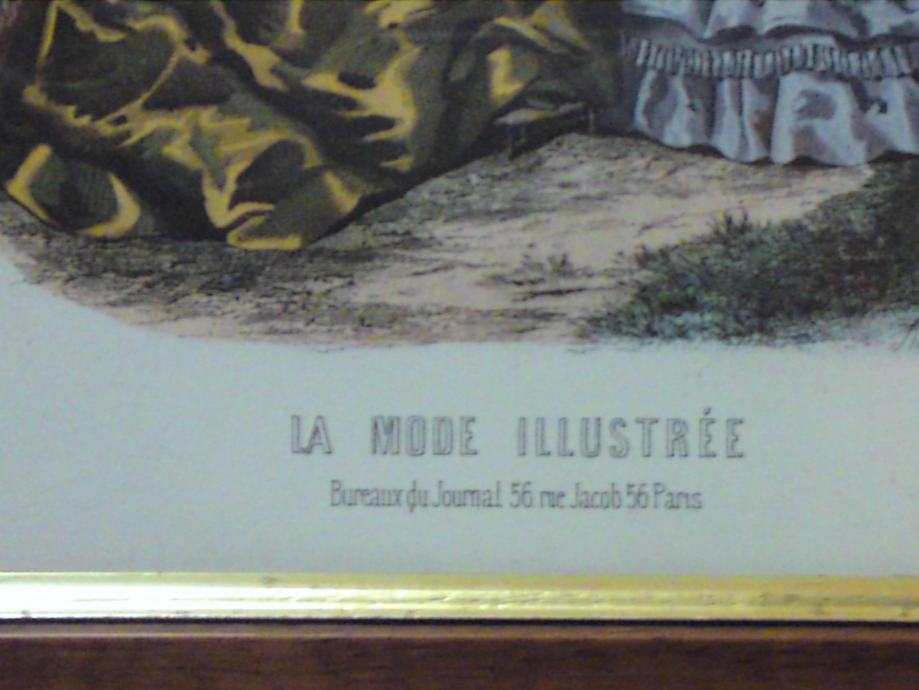 LA MODE ILLUSTRÉE
Bureaux du Journal 56 rue Jacob 56 Paris